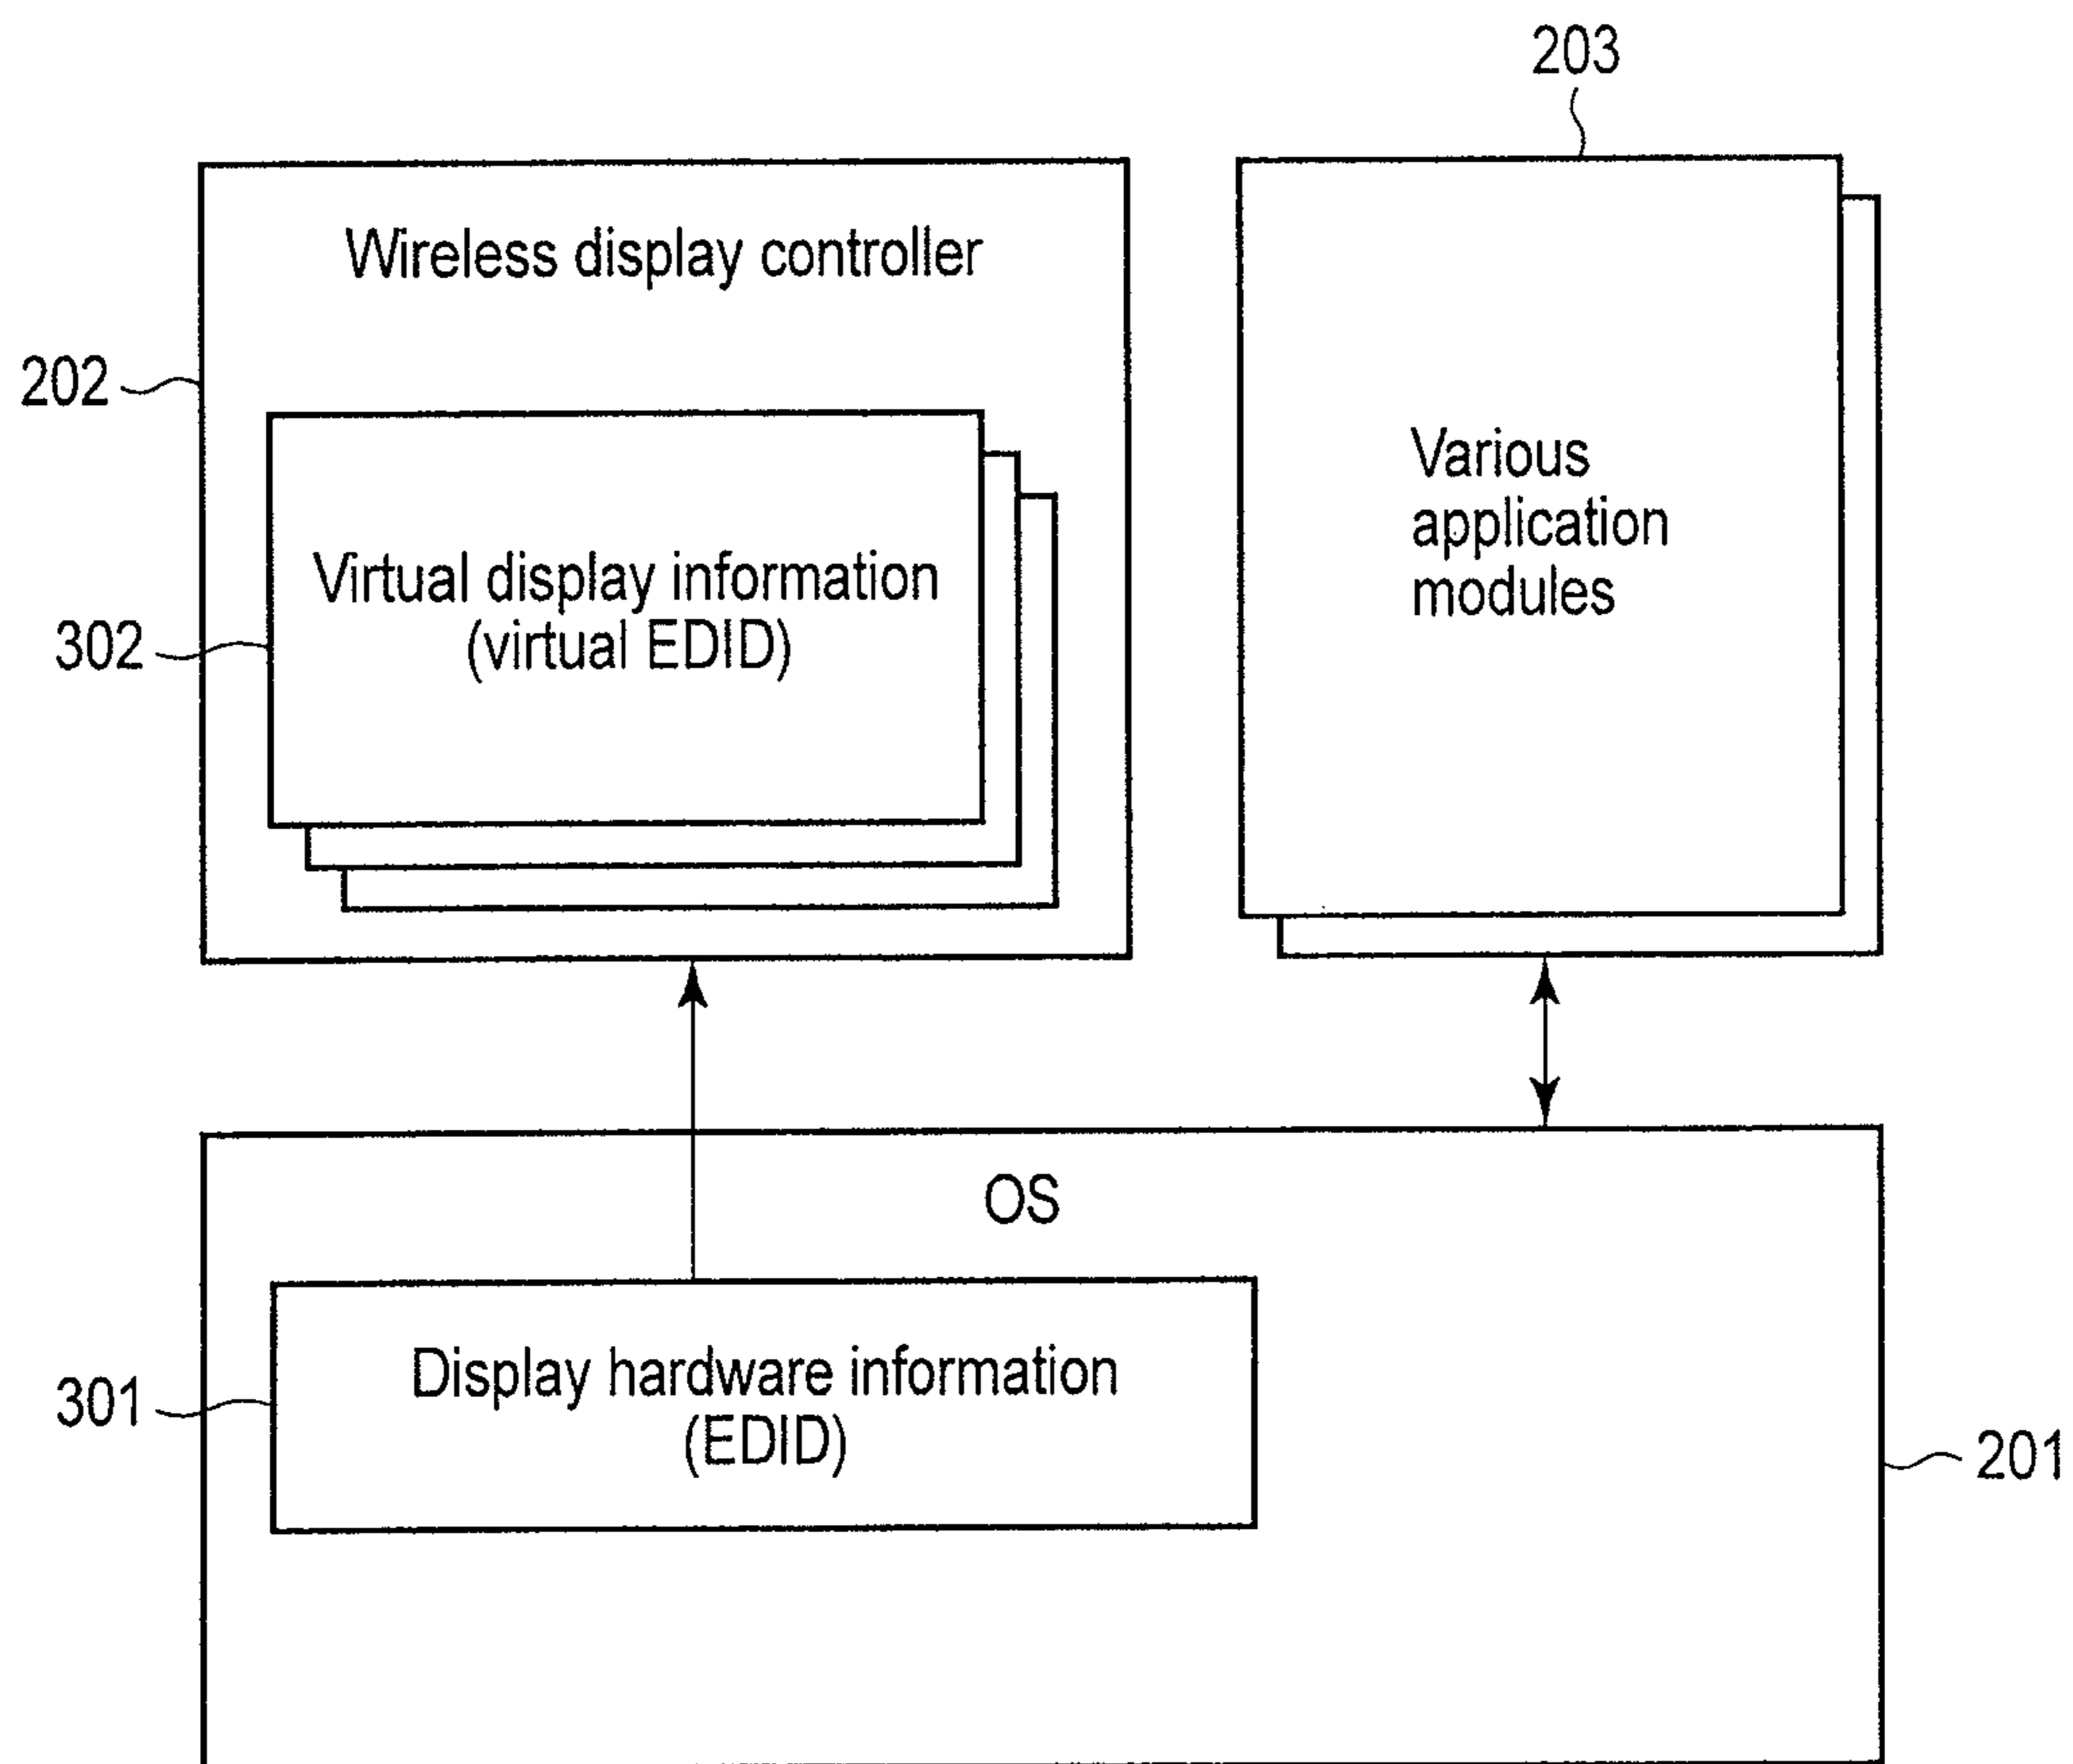 203
Wireless display controller
202
Various
application
modules
Virtual display information
(virtual EDID)
302
OS
Display hardware information
(EDID)
301
201